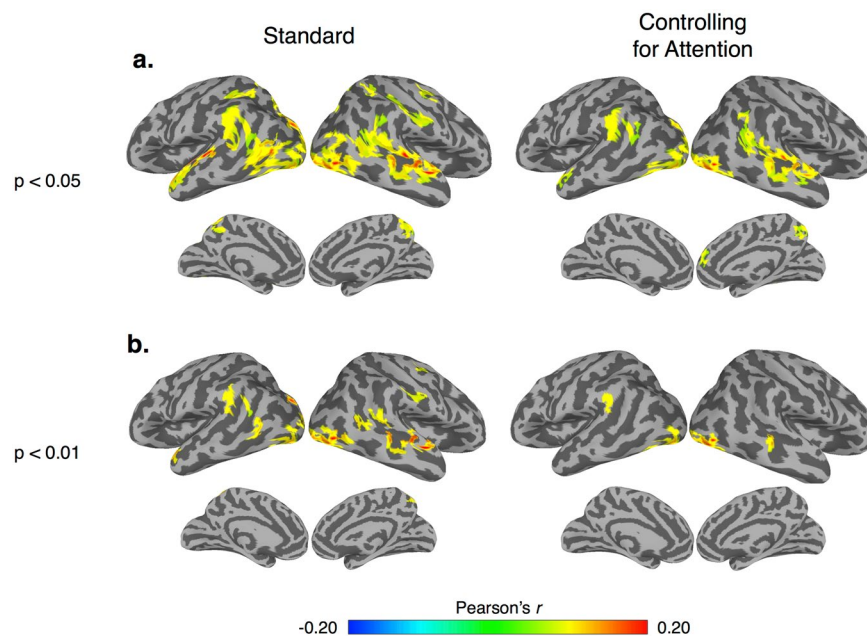 Standard
Controlling
for Attention
a.
p < 0.05
b.
p < 0.01
Pearson's r
-0.20
0.20